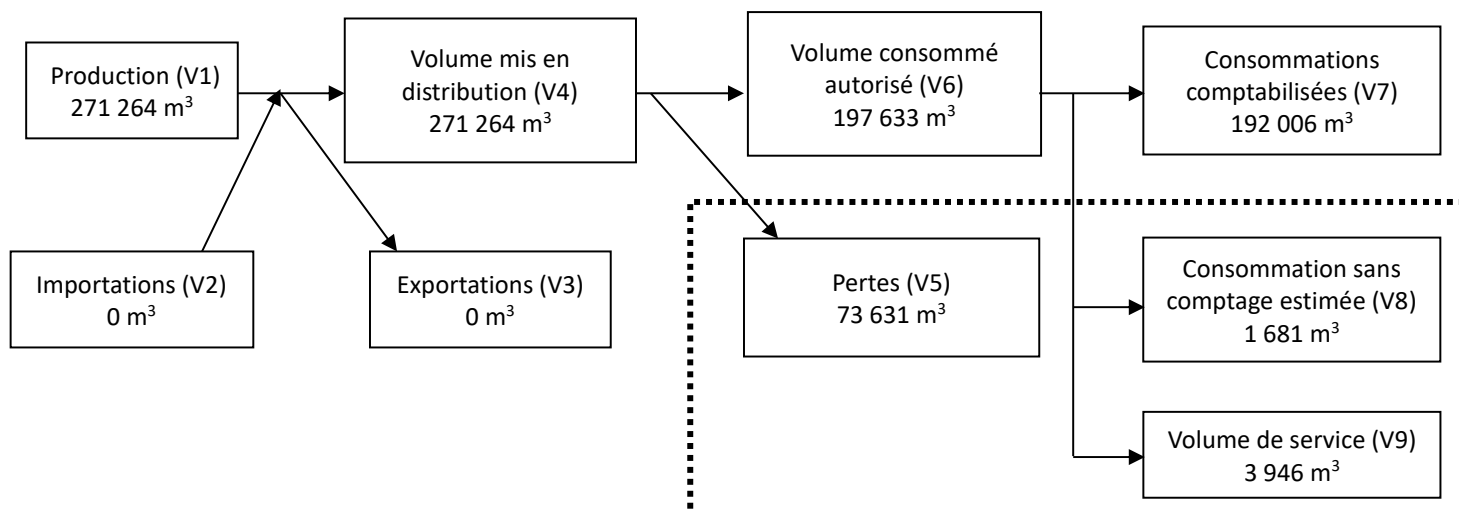 Production (V1)
271 264 m³
Volume mis en
distribution (V4)
271 264 m³
Volume consommé
autorisé (V6)
197 633 m³
Consommations
comptabilisées (V7)
192 006 m³
Importations (V2)
0 m³
Exportations (V3)
0 m³
Pertes (V5)
73 631 m³
Consommation sans
comptage estimée (V8)
1 681 m³
Volume de service (V9)
3 946 m³